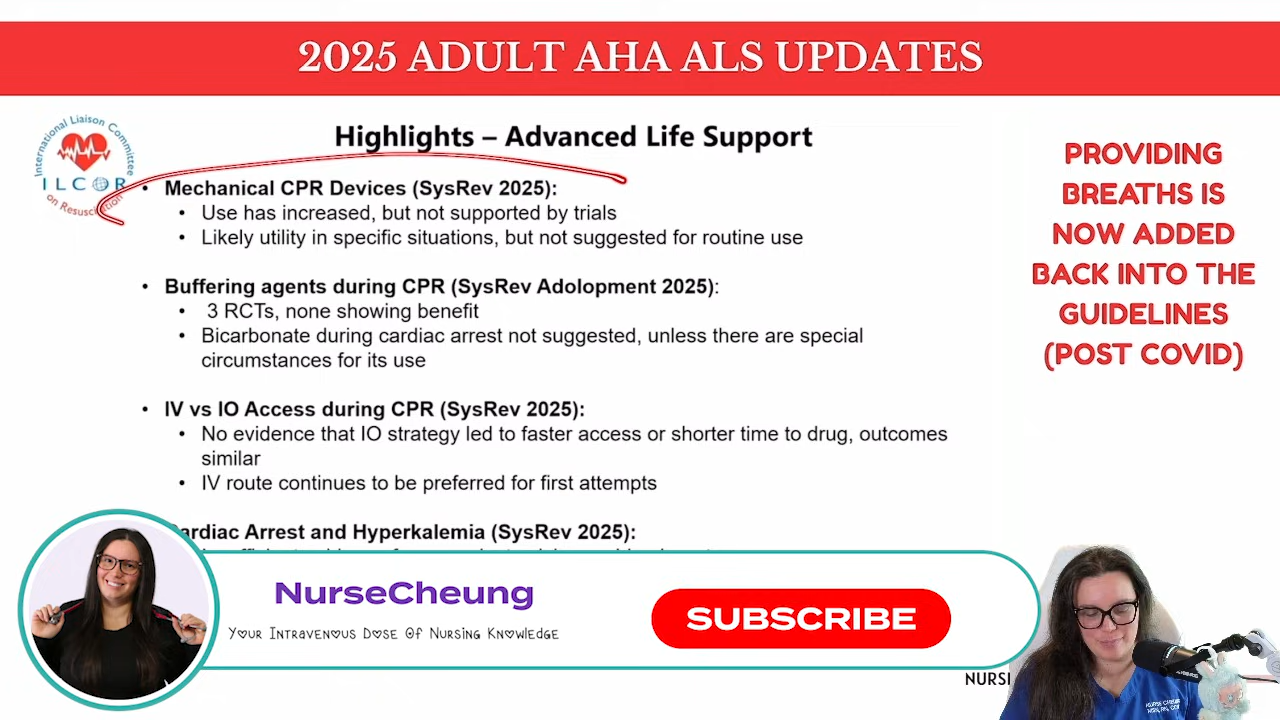 2025 ADULT AHA ALS UPDATES
International Liaison Committee
ILCOR
on Resuscitation
Highlights – Advanced Life Support
• Mechanical CPR Devices (SysRev 2025):
• Use has increased, but not supported by trials
• Likely utility in specific situations, but not suggested for routine use
• Buffering agents during CPR (SysRev Adolopment 2025):
• 3 RCTs, none showing benefit
• Bicarbonate during cardiac arrest not suggested, unless there are special
circumstances for its use
• IV vs IO Access during CPR (SysRev 2025):
• No evidence that IO strategy led to faster access or shorter time to drug, outcomes
similar
• IV route continues to be preferred for first attempts
Cardiac Arrest and Hyperkalemia (SysRev 2025):
PROVIDING
BREATHS IS
NOW ADDED
BACK INTO THE
GUIDELINES
(POST COVID)
NurseCheung
Your Intravenous Dose Of Nursing Knowledge
SUBSCRIBE
NURSI
NURSE CHEUNG